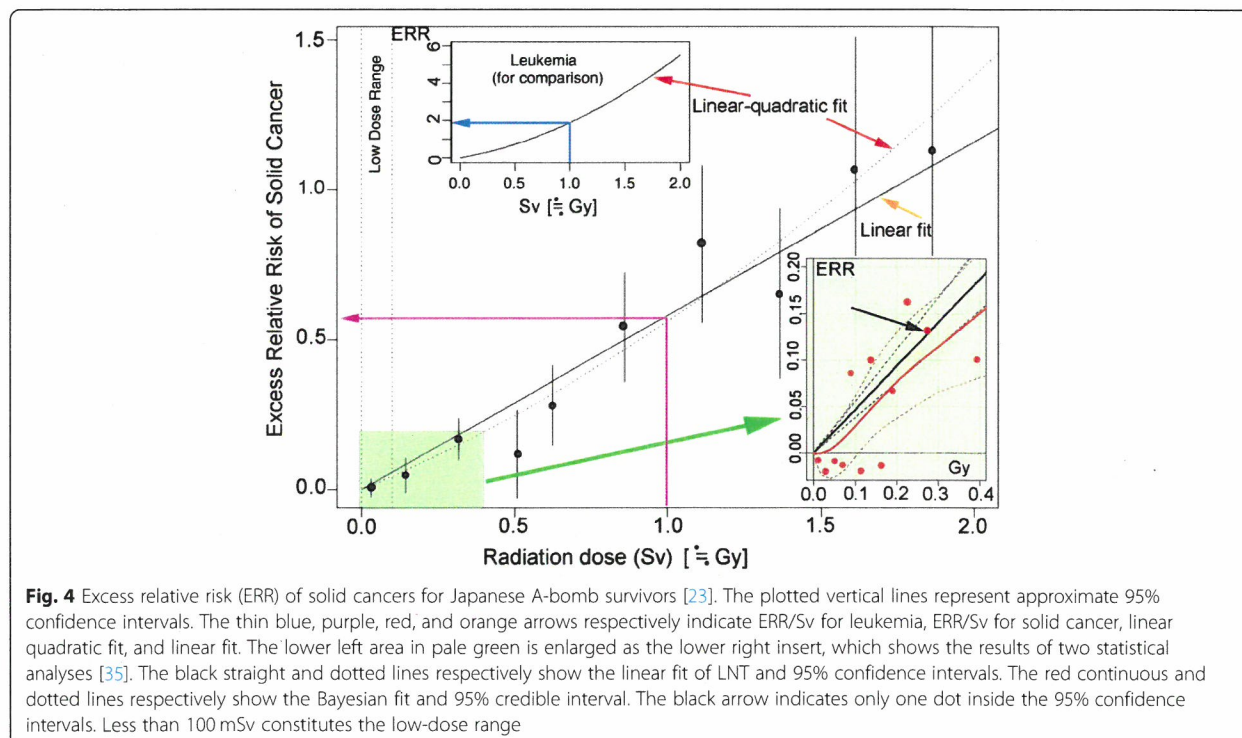 Excess Relative Risk of Solid Cancer
1.5
1.0
0.5
0.0
Low Dose Range
ERR
6
4
2
0
Leukemia
(for comparison)
0.0 0.5 1.0 1.5 2.0
Sv [≒ Gy]
Linear-quadratic fit
Linear fit
ERR
0.20
0.15
0.10
0.05
0.00
Gy
0.0 0.1 0.2 0.3 0.4
0.0 0.5 1.0 1.5 2.0
Radiation dose (Sv) [≒ Gy]
Fig. 4 Excess relative risk (ERR) of solid cancers for Japanese A-bomb survivors [23]. The plotted vertical lines represent approximate 95%
confidence intervals. The thin blue, purple, red, and orange arrows respectively indicate ERR/Sv for leukemia, ERR/Sv for solid cancer, linear
quadratic fit, and linear fit. The lower left area in pale green is enlarged as the lower right insert, which shows the results of two statistical
analyses [35]. The black straight and dotted lines respectively show the linear fit of LNT and 95% confidence intervals. The red continuous and
dotted lines respectively show the Bayesian fit and 95% credible interval. The black arrow indicates only one dot inside the 95% confidence
intervals. Less than 100 mSv constitutes the low-dose range